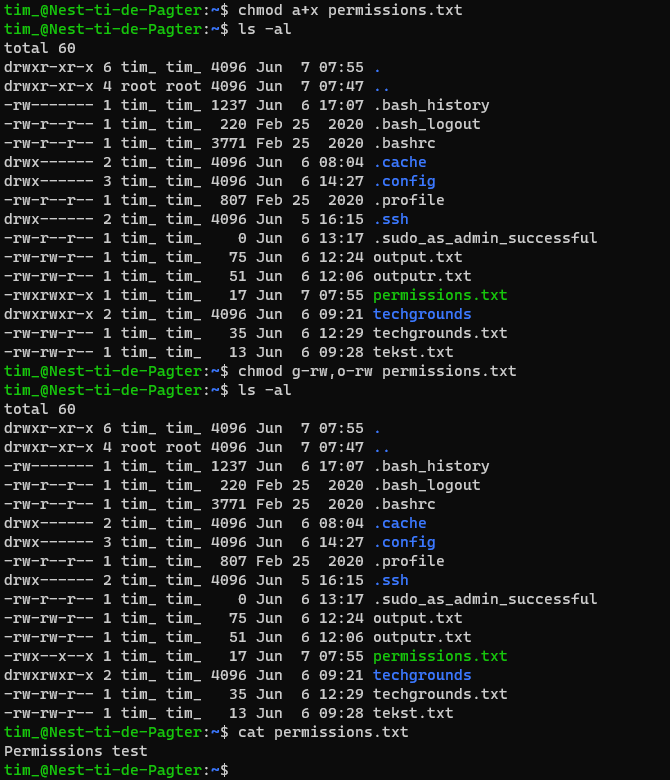 tim_@Nest-ti-de-Pagter:~$ chmod a+x permissions.txt
tim_@Nest-ti-de-Pagter:~$ ls -al
total 60
drwxr-xr-x 6 tim_ tim_ 4096 Jun  7 07:55 .
drwxr-xr-x 4 root root 4096 Jun  7 07:47 ..
-rw------- 1 tim_ tim_ 1237 Jun  6 17:07 .bash_history
-rw-r--r-- 1 tim_ tim_  220 Feb 25  2020 .bash_logout
-rw-r--r-- 1 tim_ tim_ 3771 Feb 25  2020 .bashrc
drwx------ 2 tim_ tim_ 4096 Jun  6 08:04 .cache
drwx------ 3 tim_ tim_ 4096 Jun  6 14:27 .config
-rw-r--r-- 1 tim_ tim_  807 Feb 25  2020 .profile
drwx------ 2 tim_ tim_ 4096 Jun  5 16:15 .ssh
-rw-r--r-- 1 tim_ tim_    0 Jun  6 13:17 .sudo_as_admin_successful
-rw-rw-r-- 1 tim_ tim_   75 Jun  6 12:24 output.txt
-rw-rw-r-- 1 tim_ tim_   51 Jun  6 12:06 outputr.txt
-rwxrwxr-x 1 tim_ tim_   17 Jun  7 07:55 permissions.txt
drwxrwxr-x 2 tim_ tim_ 4096 Jun  6 09:21 techgrounds
-rw-rw-r-- 1 tim_ tim_   35 Jun  6 12:29 techgrounds.txt
-rw-rw-r-- 1 tim_ tim_   13 Jun  6 09:28 tekst.txt
tim_@Nest-ti-de-Pagter:~$ chmod g-rw,o-rw permissions.txt
tim_@Nest-ti-de-Pagter:~$ ls -al
total 60
drwxr-xr-x 6 tim_ tim_ 4096 Jun  7 07:55 .
drwxr-xr-x 4 root root 4096 Jun  7 07:47 ..
-rw------- 1 tim_ tim_ 1237 Jun  6 17:07 .bash_history
-rw-r--r-- 1 tim_ tim_  220 Feb 25  2020 .bash_logout
-rw-r--r-- 1 tim_ tim_ 3771 Feb 25  2020 .bashrc
drwx------ 2 tim_ tim_ 4096 Jun  6 08:04 .cache
drwx------ 3 tim_ tim_ 4096 Jun  6 14:27 .config
-rw-r--r-- 1 tim_ tim_  807 Feb 25  2020 .profile
drwx------ 2 tim_ tim_ 4096 Jun  5 16:15 .ssh
-rw-r--r-- 1 tim_ tim_    0 Jun  6 13:17 .sudo_as_admin_successful
-rw-rw-r-- 1 tim_ tim_   75 Jun  6 12:24 output.txt
-rw-rw-r-- 1 tim_ tim_   51 Jun  6 12:06 outputr.txt
-rwx--x--x 1 tim_ tim_   17 Jun  7 07:55 permissions.txt
drwxrwxr-x 2 tim_ tim_ 4096 Jun  6 09:21 techgrounds
-rw-rw-r-- 1 tim_ tim_   35 Jun  6 12:29 techgrounds.txt
-rw-rw-r-- 1 tim_ tim_   13 Jun  6 09:28 tekst.txt
tim_@Nest-ti-de-Pagter:~$ cat permissions.txt
Permissions test
tim_@Nest-ti-de-Pagter:~$